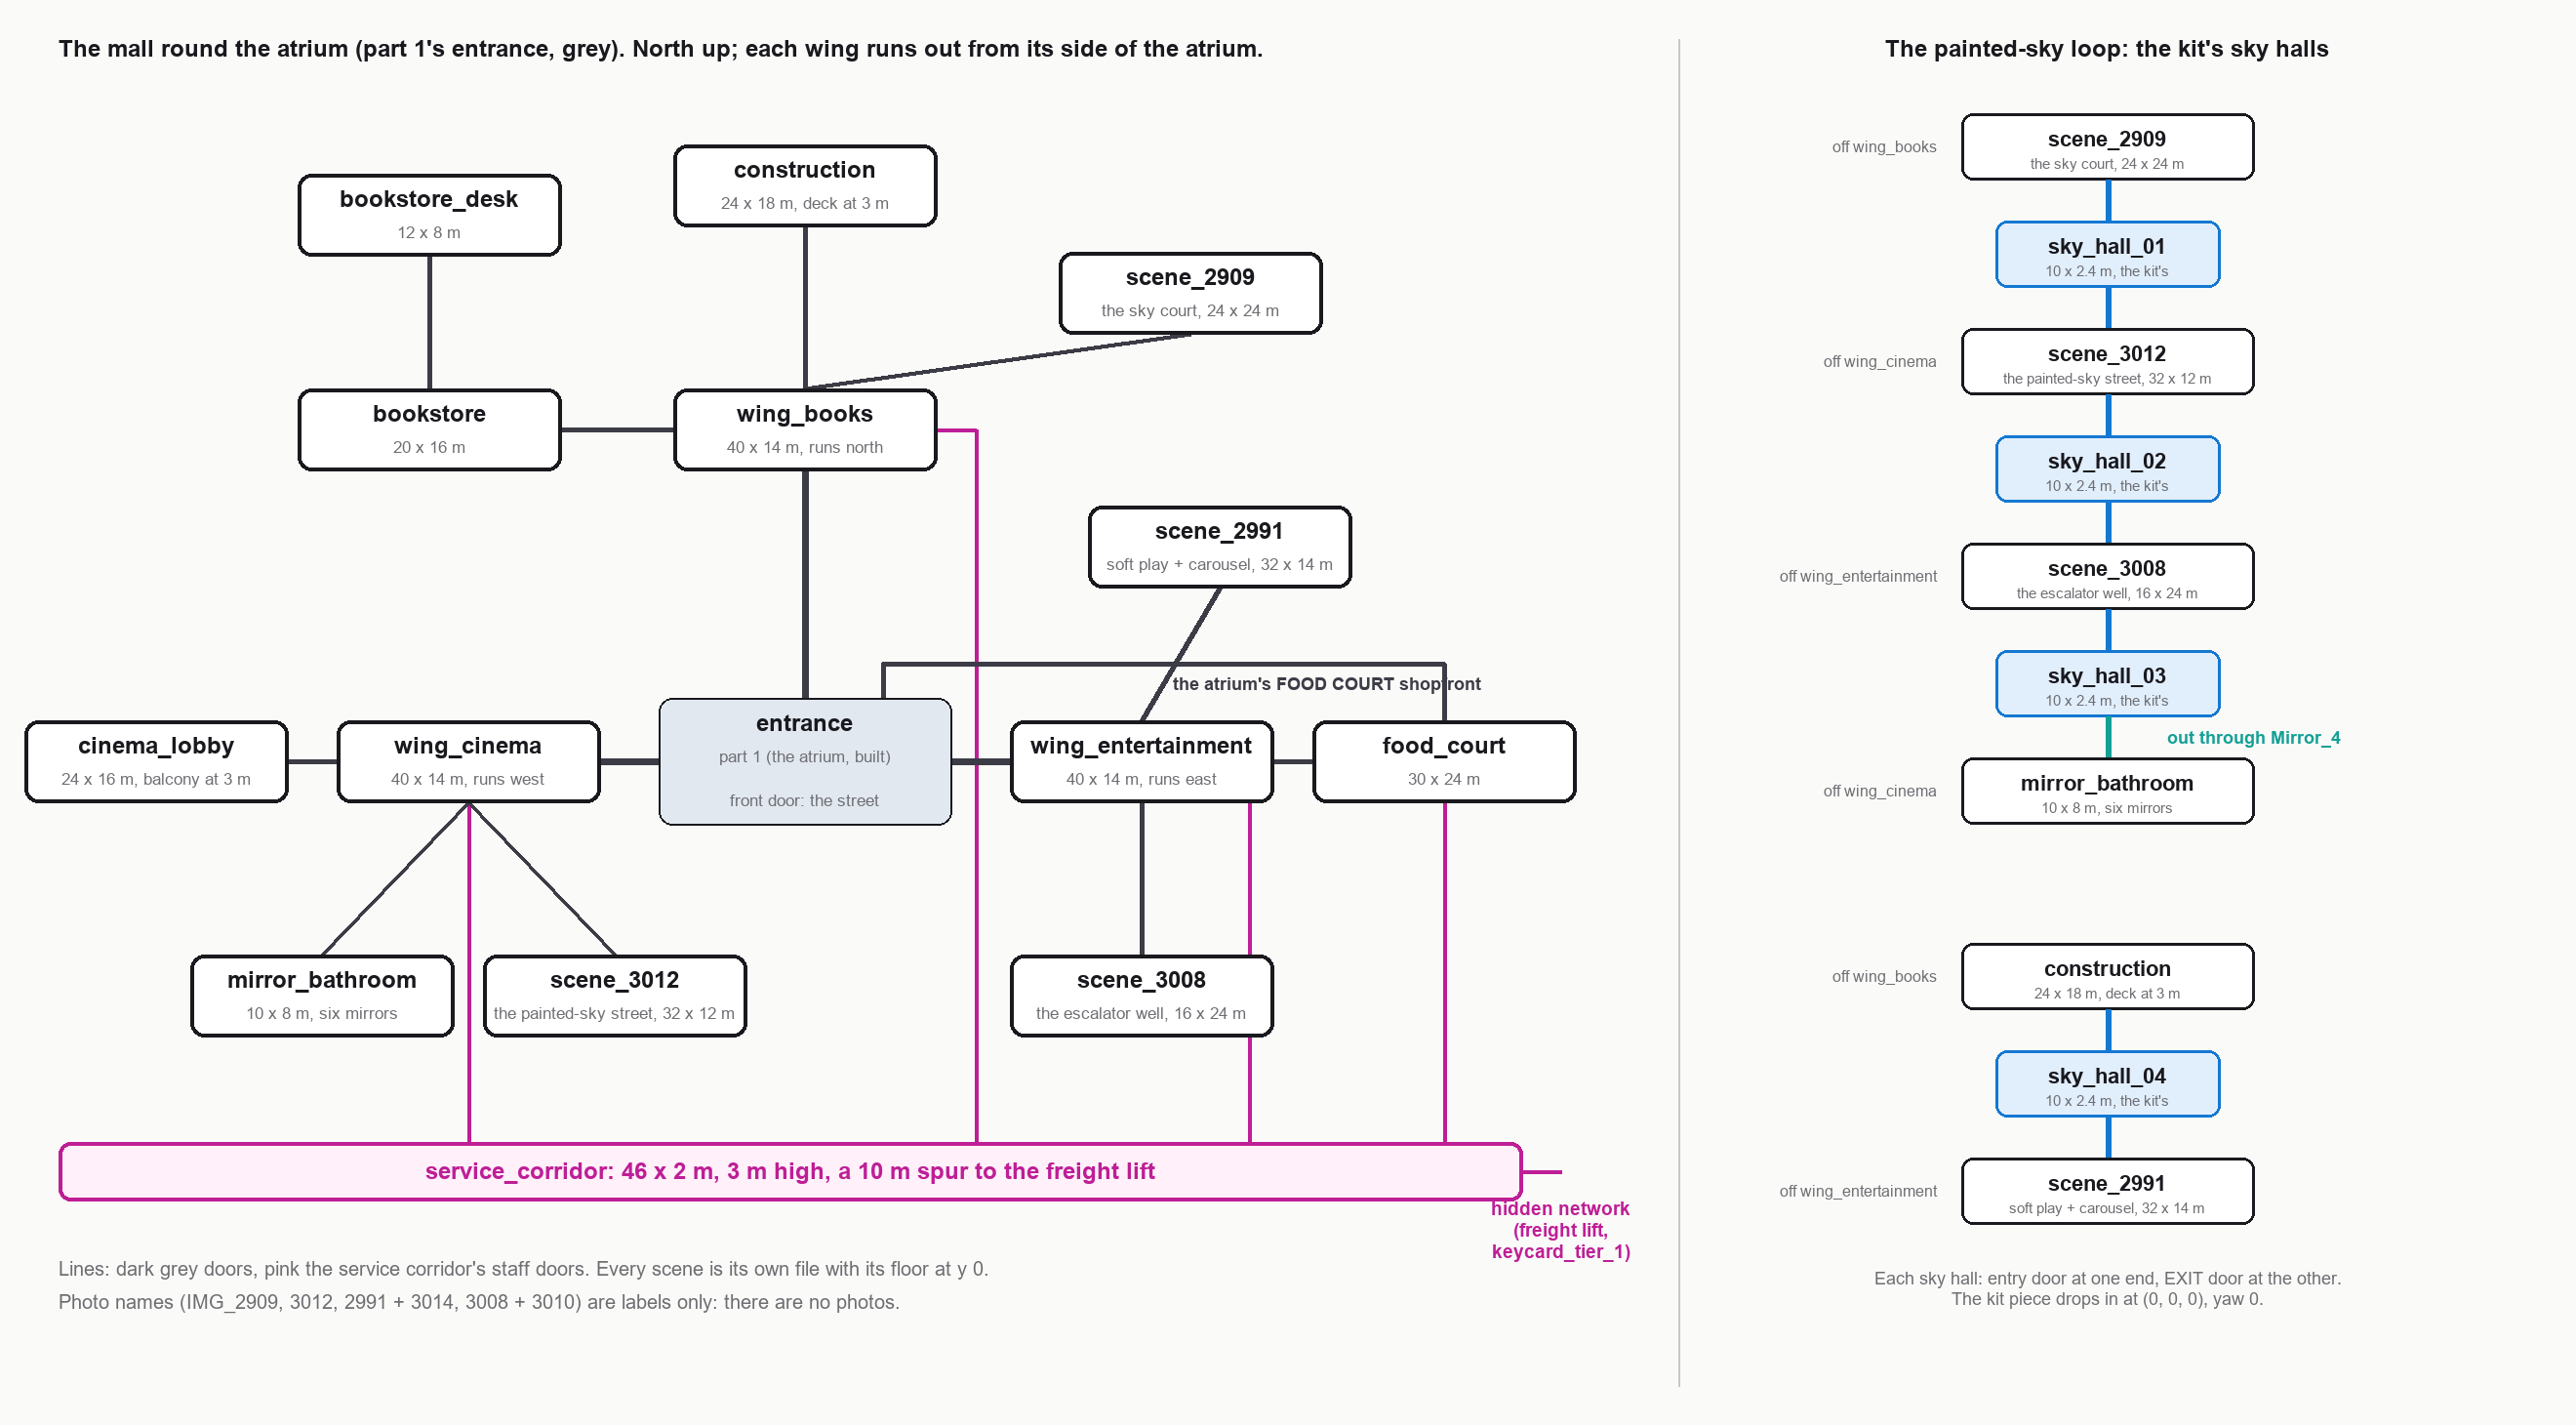 The mall round the atrium (part 1's entrance, grey). North up; each wing runs out from its side of the atrium.
construction
24 x 18 m, deck at 3 m
bookstore_desk
12 x 8 m
scene_2909
the sky court, 24 x 24 m
bookstore
20 x 16 m
wing_books
40 x 14 m, runs north
scene_2991
soft play + carousel, 32 x 14 m
the atrium's FOOD COURT shopfront
cinema_lobby
24 x 16 m, balcony at 3 m
wing_cinema
40 x 14 m, runs west
entrance
part 1 (the atrium, built)
front door: the street
wing_entertainment
40 x 14 m, runs east
food_court
30 x 24 m
mirror_bathroom
10 x 8 m, six mirrors
scene_3012
the painted-sky street, 32 x 12 m
scene_3008
the escalator well, 16 x 24 m
service_corridor: 46 x 2 m, 3 m high, a 10 m spur to the freight lift
hidden network
(freight lift,
keycard_tier_1)
Lines: dark grey doors, pink the service corridor's staff doors. Every scene is its own file with its floor at y 0.
Photo names (IMG_2909, 3012, 2991 + 3014, 3008 + 3010) are labels only: there are no photos.
The painted-sky loop: the kit's sky halls
off wing_books
scene_2909
the sky court, 24 x 24 m
sky_hall_01
10 x 2.4 m, the kit's
off wing_cinema
scene_3012
the painted-sky street, 32 x 12 m
sky_hall_02
10 x 2.4 m, the kit's
off wing_entertainment
scene_3008
the escalator well, 16 x 24 m
sky_hall_03
10 x 2.4 m, the kit's
out through Mirror_4
off wing_cinema
mirror_bathroom
10 x 8 m, six mirrors
off wing_books
construction
24 x 18 m, deck at 3 m
sky_hall_04
10 x 2.4 m, the kit's
off wing_entertainment
scene_2991
soft play + carousel, 32 x 14 m
Each sky hall: entry door at one end, EXIT door at the other.
The kit piece drops in at (0, 0, 0), yaw 0.